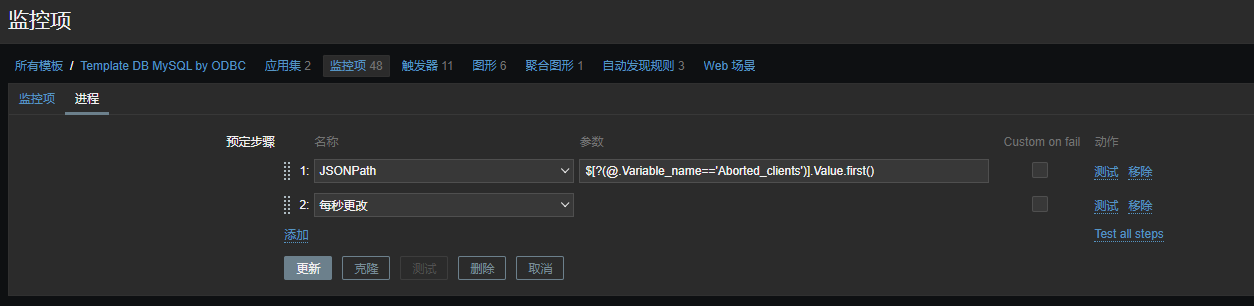 监控项
所有模板 / Template DB MySQL by ODBC 应用集 2 监控项 48 触发器 11 图形 6 聚合图形 1 自动发现规则 3 Web 场景
监控项 进程
预定步骤 名称 参数 Custom on fail 动作
1: JSONPath $[?(@.Variable_name=='Aborted_clients')].Value.first() 测试 移除
2: 每秒更改 测试 移除
添加 Test all steps
更新 克隆 测试 删除 取消